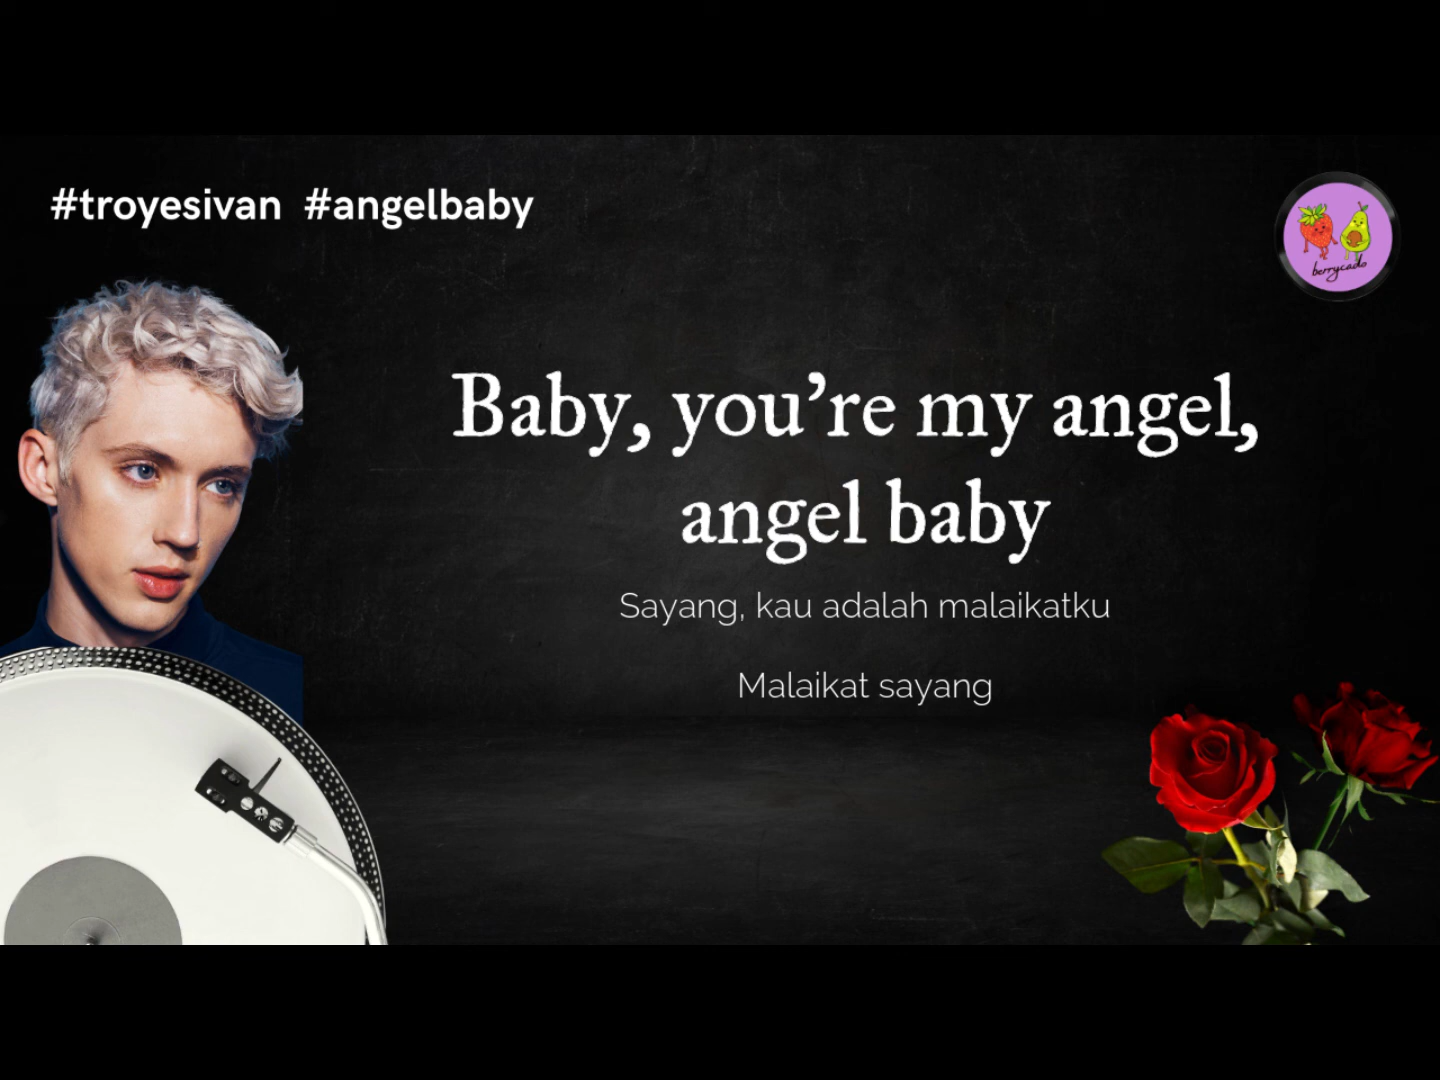 #troyesivan #angelbaby
berrycado
Baby, you’re my angel,
angel baby
Sayang, kau adalah malaikatku
Malaikat sayang